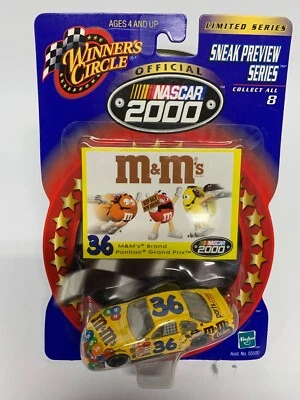 AGES 4 AND UP
LIMITED SERIES
WINNER'S
CIRCLE
SNEAK PREVIEW
SERIES
COLLECT ALL
8
OFFICIAL
NASCAR
2000
m&m's
36
M&M's® Brand
Pontiac® Grand Prix™
NASCAR
2000
36
m&m's
36
Hasbro